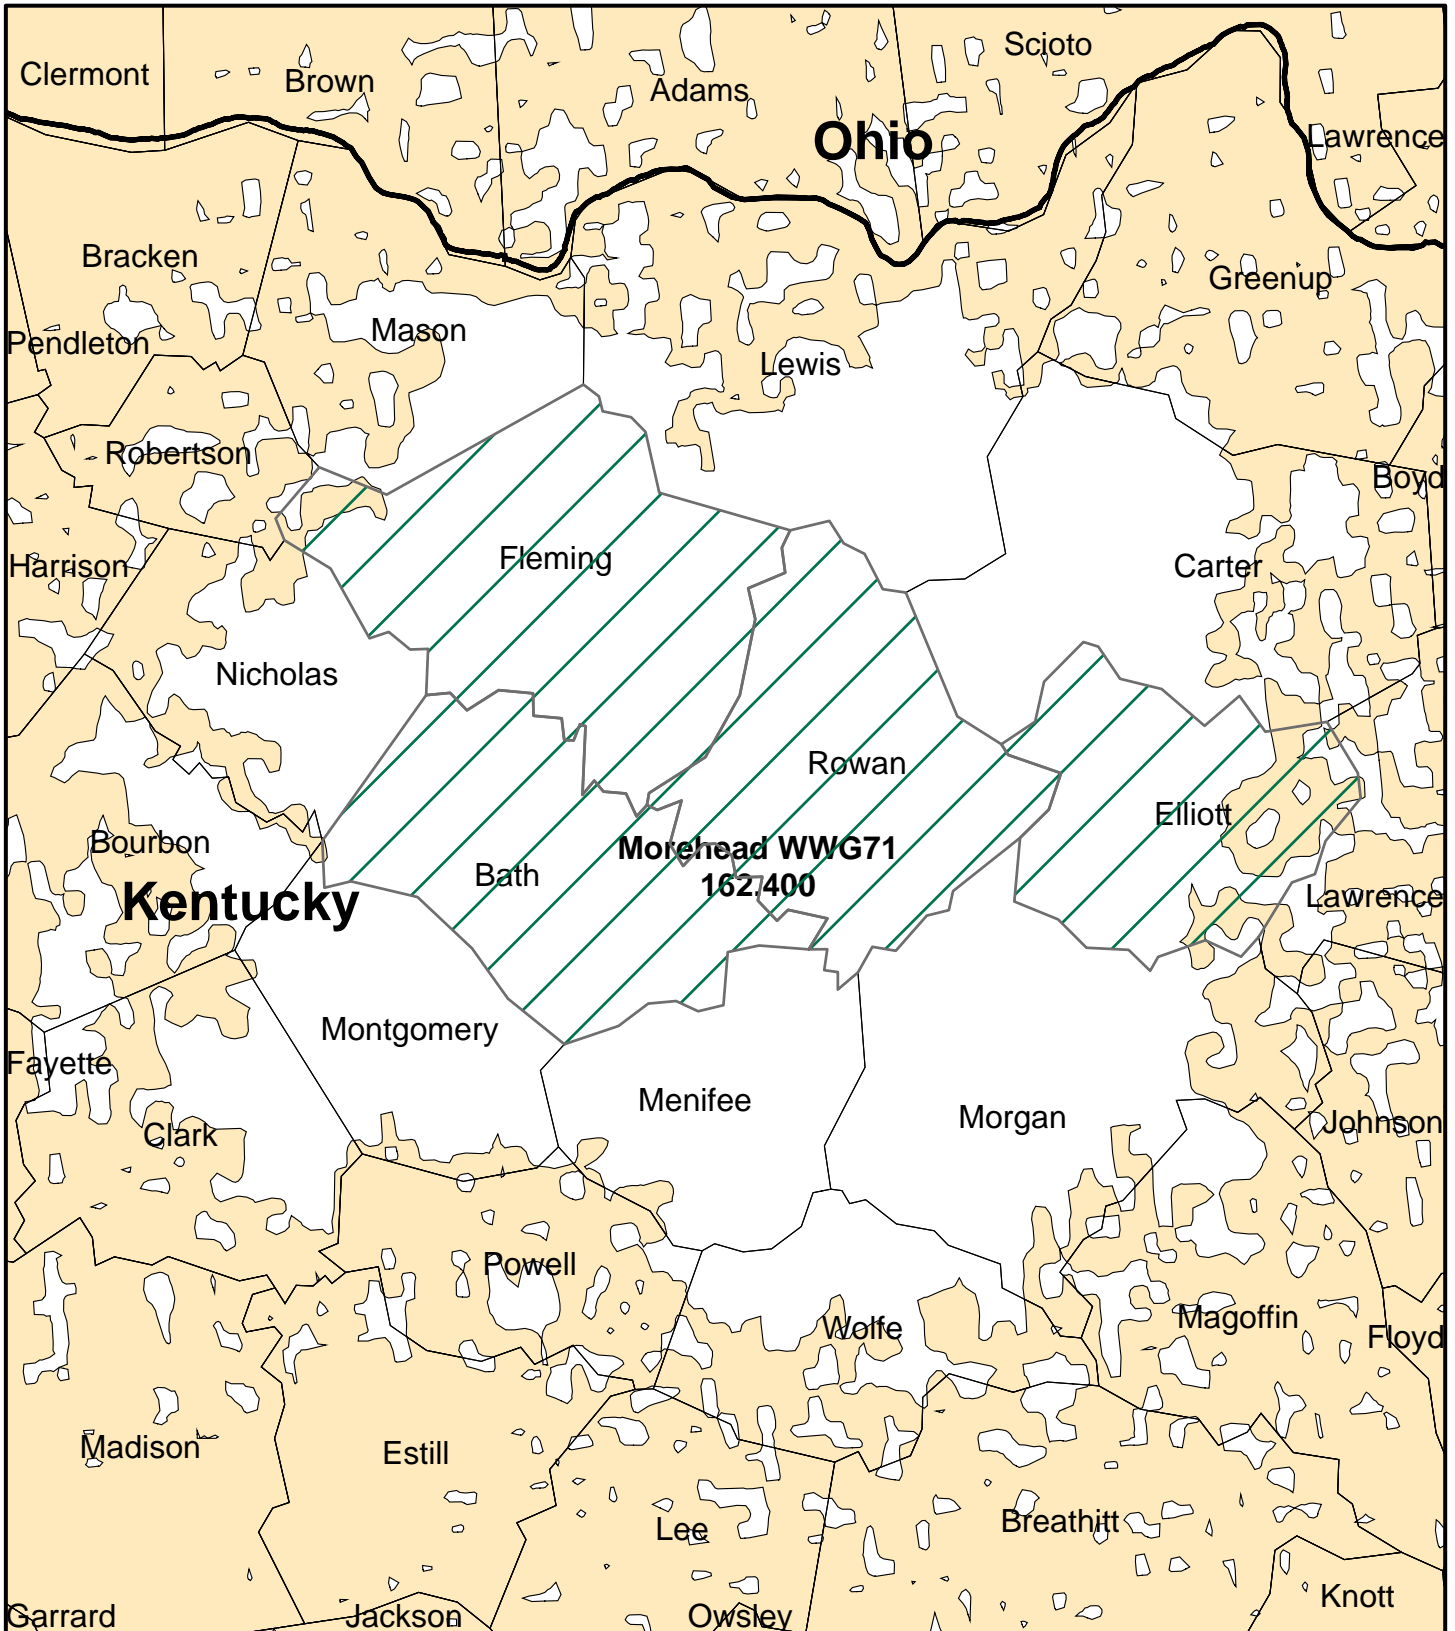 Scioto
Clermont
Brown
Adams
Ohio
Lawrence
Bracken
Greenup
Mason
Pendleton
Lewis
Robertson
Boyd
Fleming
Harrison
Carter
Nicholas
Rowan
Elliott
Bourbon
Morehead WWG71
162.400
Bath
Kentucky
Lawrence
Montgomery
Fayette
Menifee
Morgan
Clark
Johnson
Powell
Magoffin
Wolfe
Floyd
Madison
Estill
Breathitt
Lee
Knott
Garrard
Jackson
Owsley